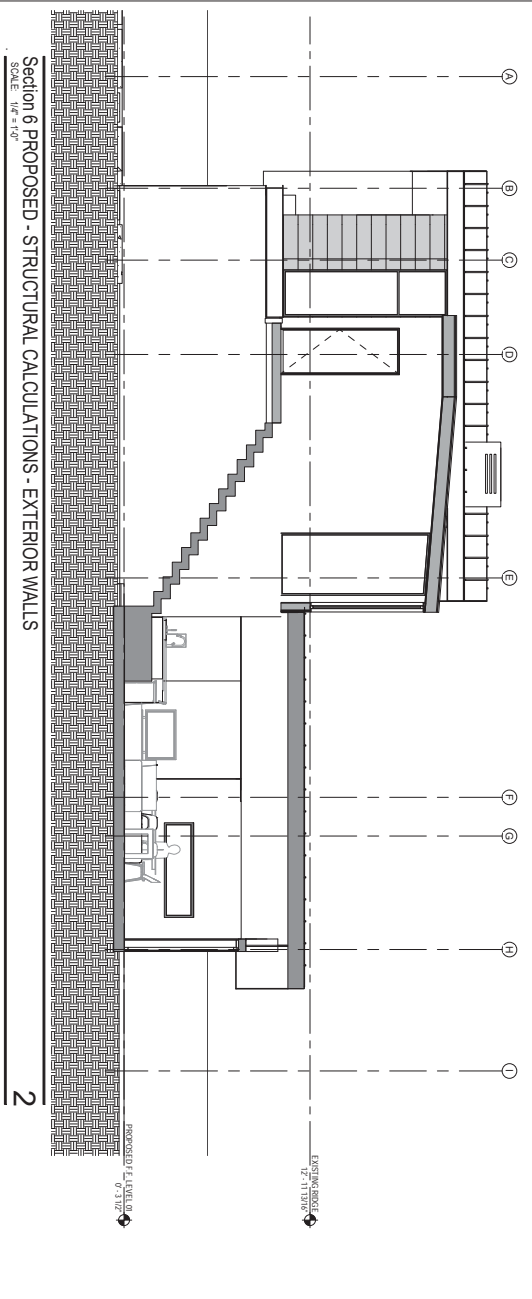 A
B
C
D
E
F
G
H
I
EXISTING RIDGE
12' - 11 13/16"
PROPOSED F.F. LEVEL 01
0' - 3 1/2"
Section 6 PROPOSED - STRUCTURAL CALCULATIONS - EXTERIOR WALLS
2
SCALE: 1/4" = 1'-0"